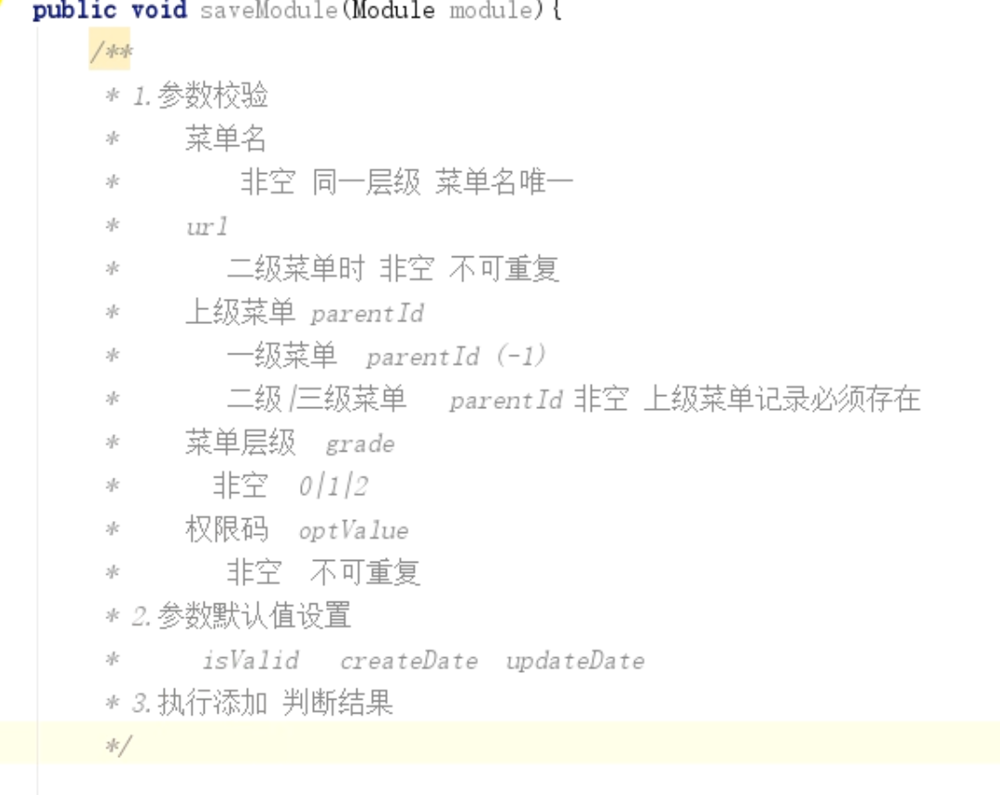 public void saveModule(Module module){
/**
* 1.参数校验
* 菜单名
* 非空 同一层级 菜单名唯一
* url
* 二级菜单时 非空 不可重复
* 上级菜单 parentId
* 一级菜单 parentId (-1)
* 二级|三级菜单 parentId 非空 上级菜单记录必须存在
* 菜单层级 grade
* 非空 0|1|2
* 权限码 optValue
* 非空 不可重复
* 2.参数默认值设置
* isValid createDate updateDate
* 3.执行添加 判断结果
*/